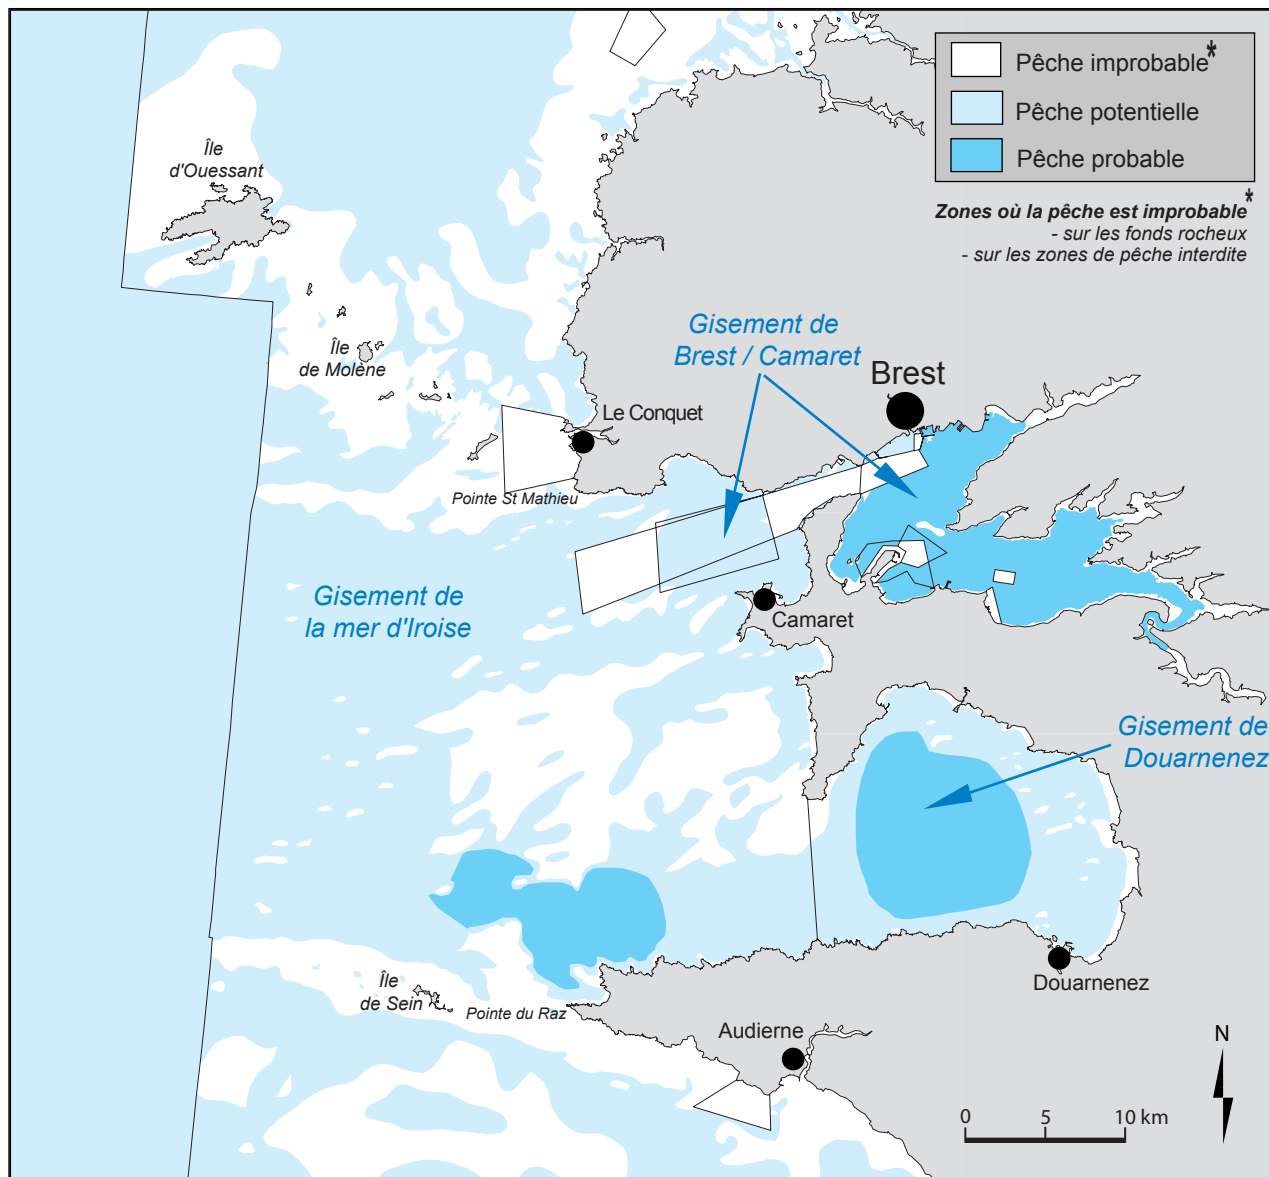 Pêche improbable*
Pêche potentielle
Pêche probable
Zones où la pêche est improbable*
- sur les fonds rocheux
- sur les zones de pêche interdite
Île
d'Ouessant
Île
de Molène
Gisement de
Brest / Camaret
Brest
Le Conquet
Pointe St Mathieu
Gisement de
la mer d'Iroise
Camaret
Gisement de
Douarnenez
Île
de Sein
Pointe du Raz
Douarnenez
Audierne
N
0 5 10 km